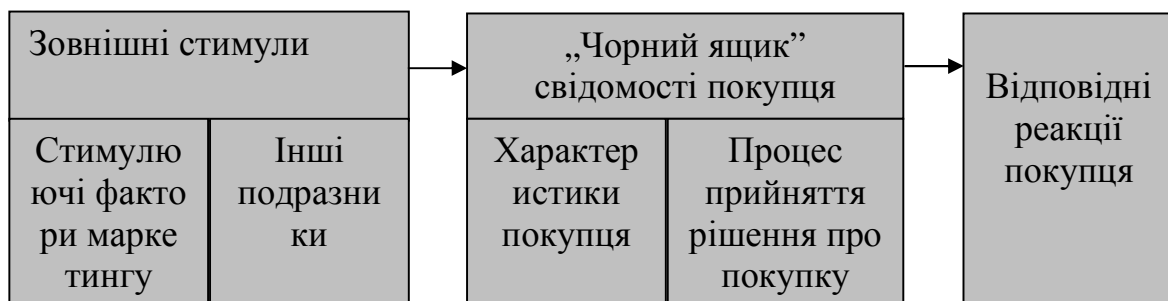 Зовнішні стимули
Стимулю
ючі факто
ри марке
тингу
Інші
подразни
ки
„Чорний ящик”
свідомості покупця
Характер
истики
покупця
Процес
прийняття
рішення про
покупку
Відповідні
реакції
покупця